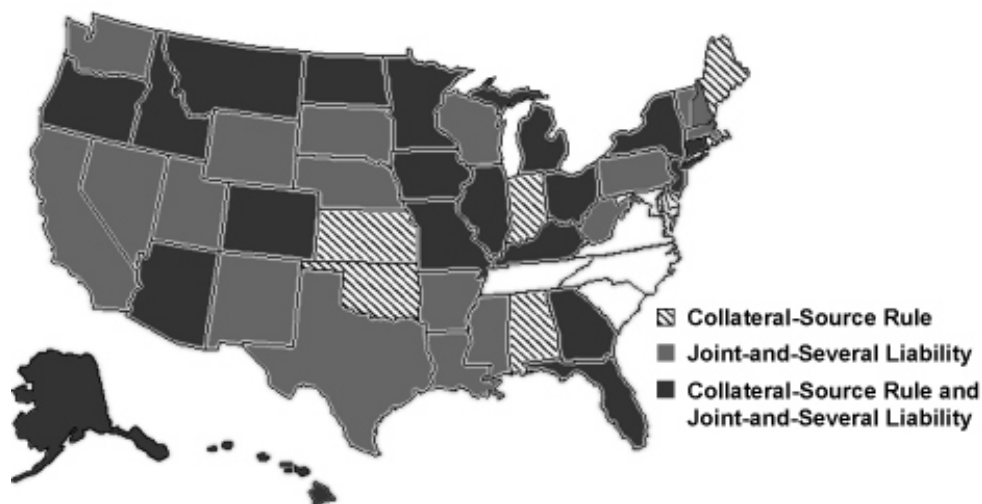 Collateral-Source Rule
Joint-and-Several Liability
Collateral-Source Rule and
Joint-and-Several Liability